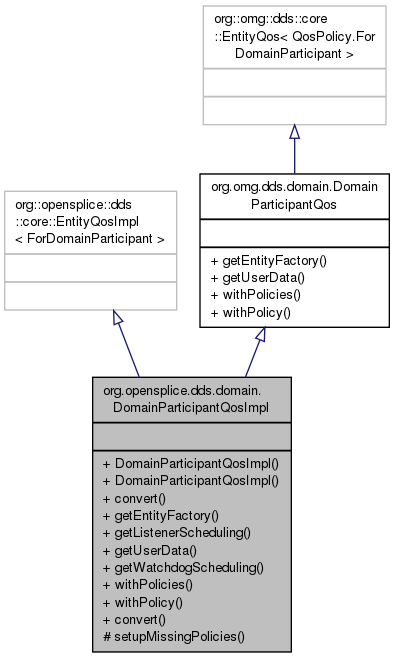 org::omg::dds::core
::EntityQos< QosPolicy.For
DomainParticipant >
org.omg.dds.domain.Domain
ParticipantQos
+ getEntityFactory()
+ getUserData()
+ withPolicies()
+ withPolicy()
org::opensplice::dds
::core::EntityQosImpl
< ForDomainParticipant >
org.opensplice.dds.domain.
DomainParticipantQosImpl
+ DomainParticipantQosImpl()
+ DomainParticipantQosImpl()
+ convert()
+ getEntityFactory()
+ getListenerScheduling()
+ getUserData()
+ getWatchdogScheduling()
+ withPolicies()
+ withPolicy()
+ convert()
# setupMissingPolicies()